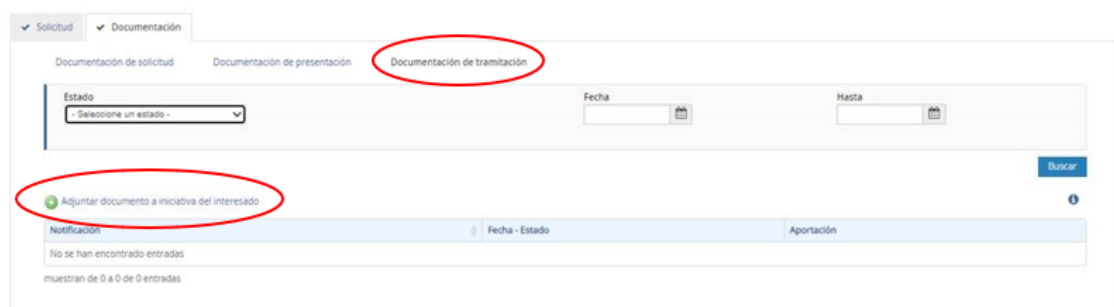 Solicitud Documentación
Documentación de solicitud Documentación de presentación Documentación de tramitación
Estado Fecha Hasta
- Seleccione un estado -
Buscar
Adjuntar documento a iniciativa del interesado
Notificación Fecha - Estado Aportación
No se han encontrado entradas
muestran de 0 a 0 de 0 entradas